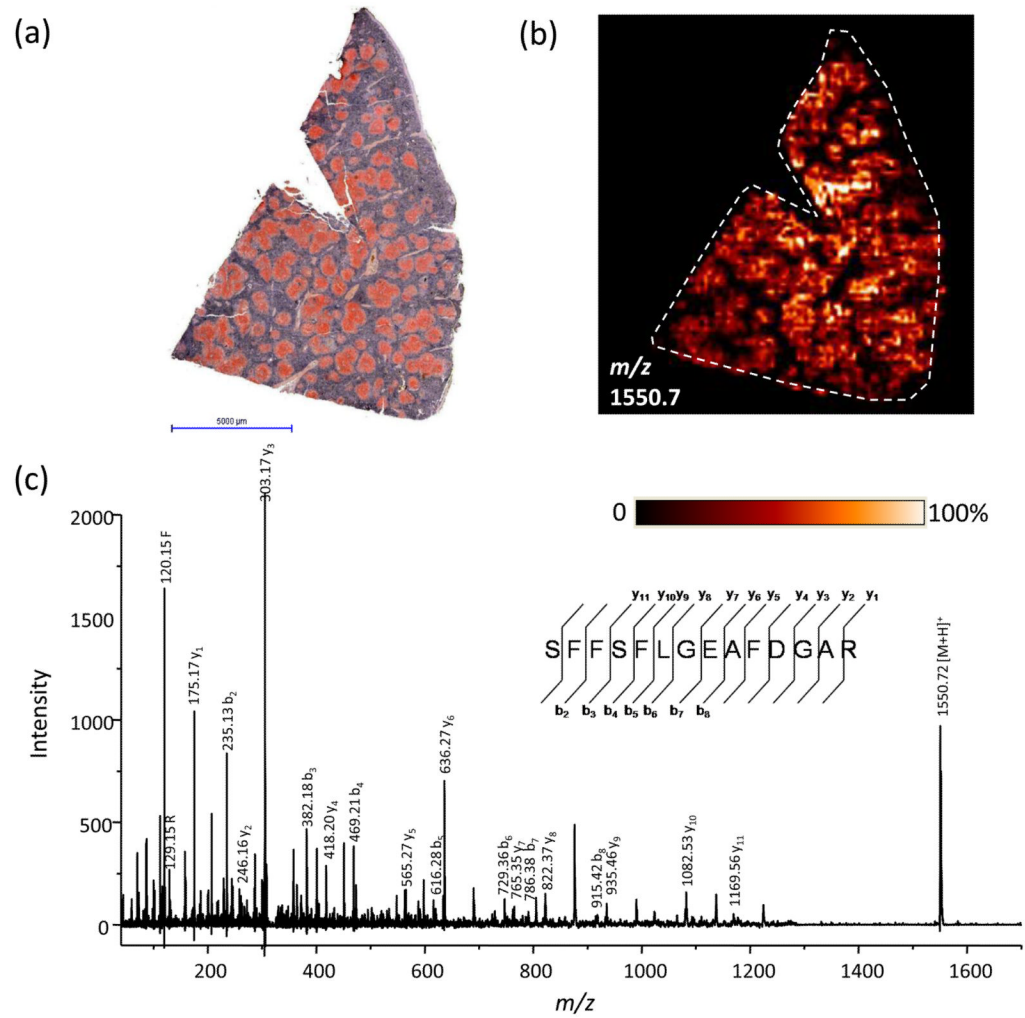 (a)
(b)
5000 µm
m/z
1550.7
(c)
0
100%
Intensity
2000
1500
1000
500
0
120.15 F
129.15 R
175.17 y1
235.13 b2
246.16 y2
303.17 y3
382.18 b3
418.20 y4
469.21 b4
565.27 y5
616.28 b5
636.27 y6
729.36 b6
765.35 y7
786.38 b7
822.37 y8
915.42 b8
935.46 y9
1082.53 y10
1169.56 y11
1550.72 [M+H]+
y11 y10 y9 y8 y7 y6 y5 y4 y3 y2 y1
S F F S F L G E A F D G A R
b2 b3 b4 b5 b6 b7 b8
200 400 600 800 1000 1200 1400 1600
m/z